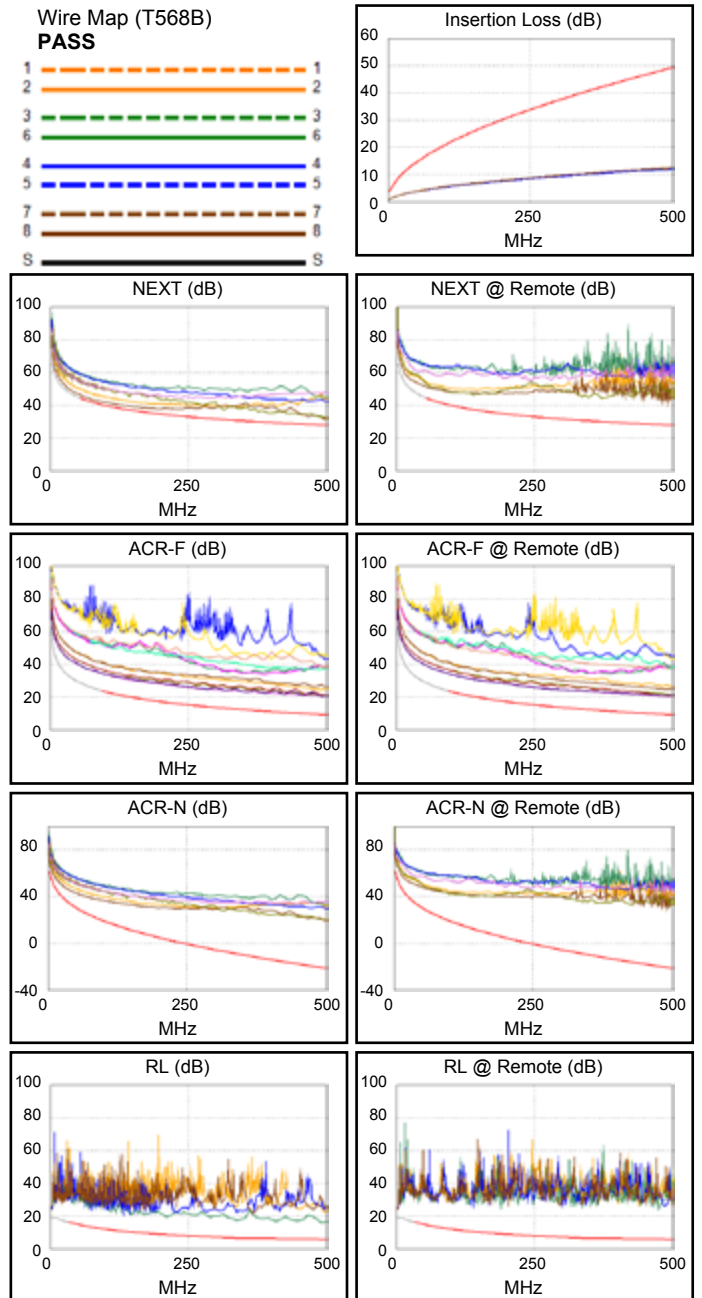 Wire Map (T568B)
PASS
1 1
2 2
3 3
6 6
4 4
5 5
7 7
8 8
S S
Insertion Loss (dB)
60
50
40
30
20
10
0
0 250 500
MHz
NEXT (dB)
100
80
60
40
20
0
0 250 500
MHz
NEXT @ Remote (dB)
100
80
60
40
20
0
0 250 500
MHz
ACR-F (dB)
100
80
60
40
20
0
0 250 500
MHz
ACR-F @ Remote (dB)
100
80
60
40
20
0
0 250 500
MHz
ACR-N (dB)
80
40
0
-40
0 250 500
MHz
ACR-N @ Remote (dB)
80
40
0
-40
0 250 500
MHz
RL (dB)
100
80
60
40
20
0
0 250 500
MHz
RL @ Remote (dB)
100
80
60
40
20
0
0 250 500
MHz